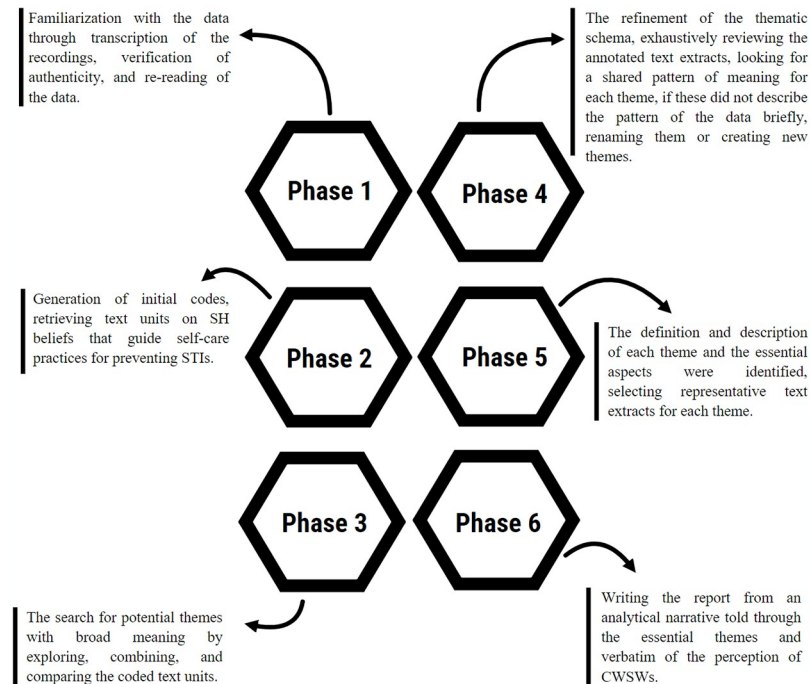 Familiarization with the data
through transcription of the
recordings, verification of
authenticity, and re-reading of
the data.
Phase 1
Generation of initial codes,
retrieving text units on SH
beliefs that guide self-care
practices for preventing STIs.
Phase 2
The search for potential themes
with broad meaning by
exploring, combining, and
comparing the coded text units.
Phase 3
The refinement of the thematic
schema, exhaustively reviewing the
annotated text extracts, looking for
a shared pattern of meaning for
each theme, if these did not describe
the pattern of the data briefly,
renaming them or creating new
themes.
Phase 4
The definition and description
of each theme and the essential
aspects were identified,
selecting representative text
extracts for each theme.
Phase 5
Writing the report from an
analytical narrative told through
the essential themes and
verbatim of the perception of
CWSWs.
Phase 6